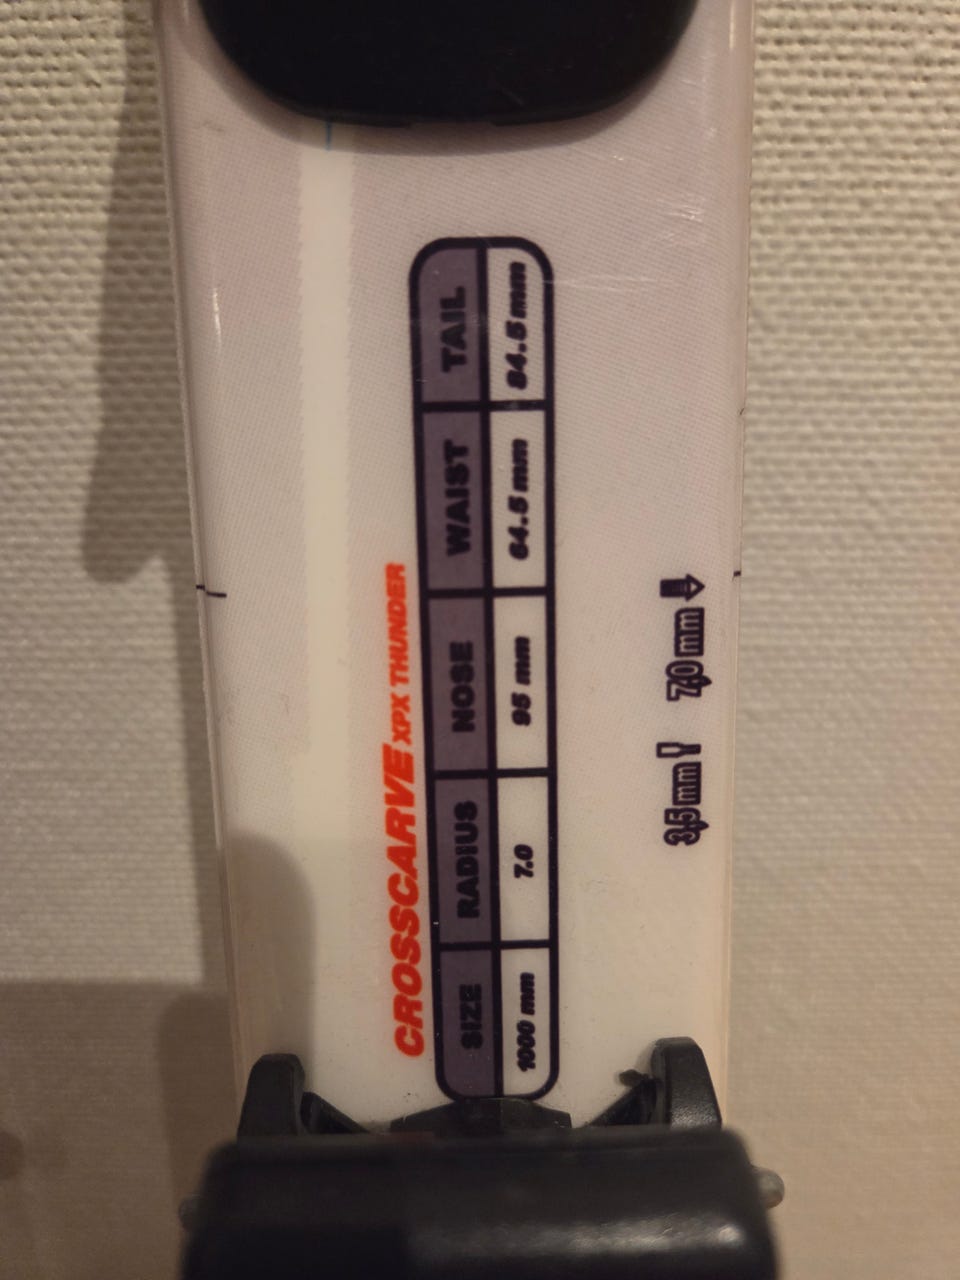 CROSSCARVE XPX THUNDER
SIZE RADIUS NOSE WAIST TAIL
1000 mm 7.0 95 mm 64.5 mm 84.5 mm
3,5mm 7,0mm